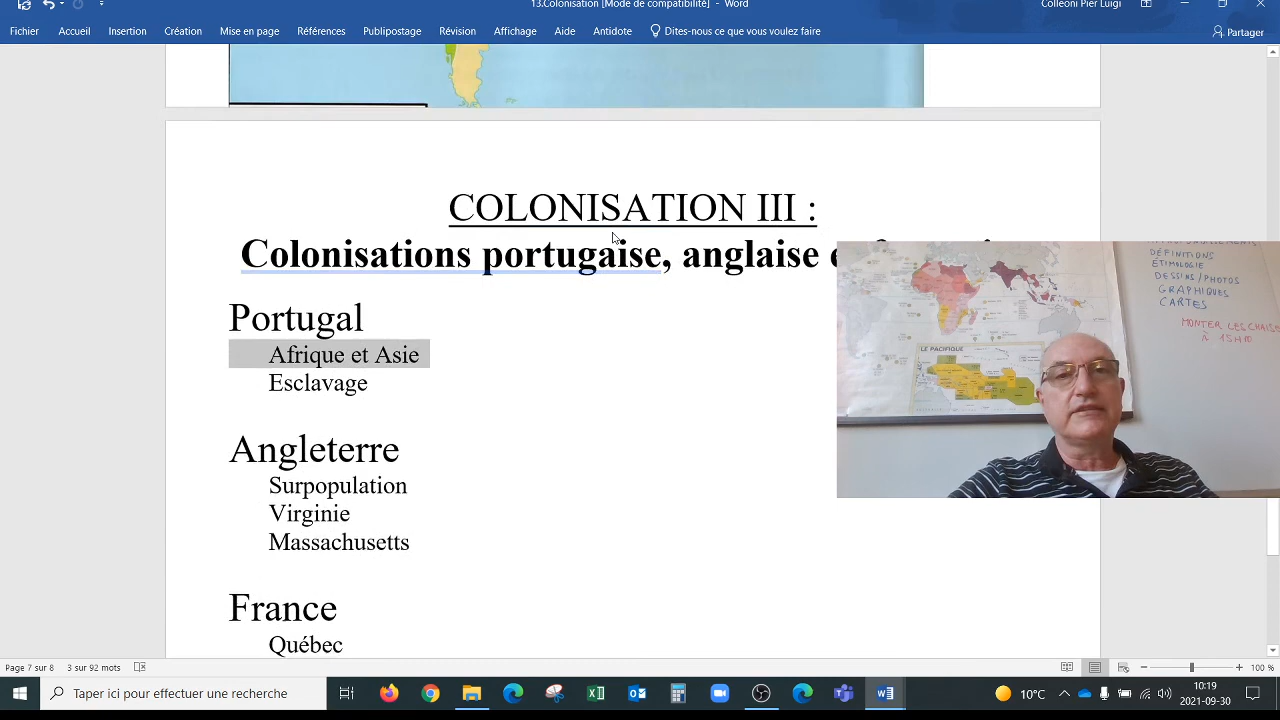 13.Colonisation [Mode de compatibilité] - Word
Colleoni Pier Luigi
Fichier Accueil Insertion Création Mise en page Références Publipostage Révision Affichage Aide Antidote Dites-nous ce que vous voulez faire Partager
COLONISATION III :
Colonisations portugaise, anglaise
Portugal
Afrique et Asie
Esclavage
Angleterre
Surpopulation
Virginie
Massachusetts
France
Québec
DÉFINITIONS
ÉTIMOLOGIE
DESSINS/PHOTOS
GRAPHIQUES
CARTES
MONTER LES CHAISE
À 15H10
LE PACIFIQUE
Page 7 sur 8 3 sur 92 mots 100 %
Taper ici pour effectuer une recherche
10°C
10:19
2021-09-30